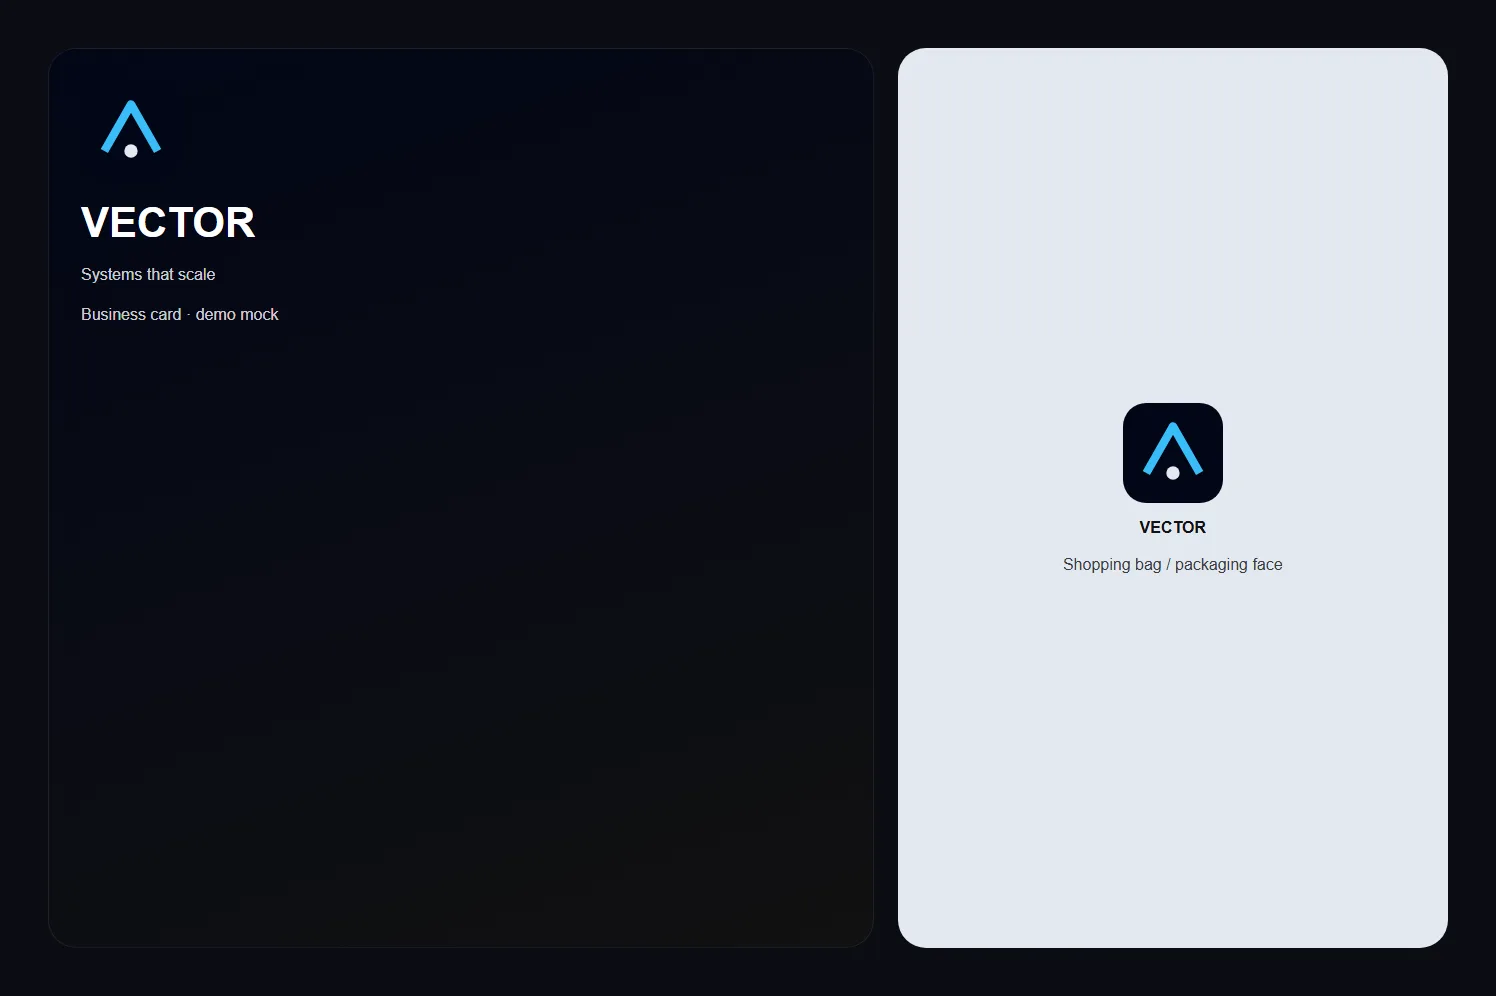 VECTOR
Systems that scale
Business card · demo mock
VECTOR
Shopping bag / packaging face